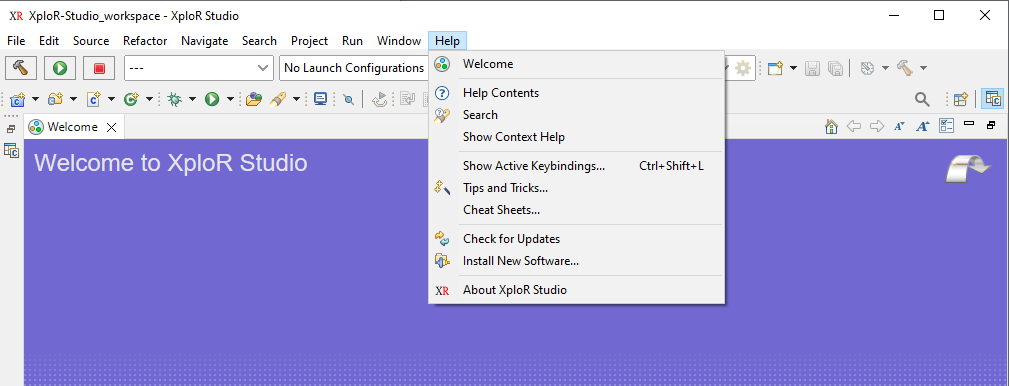 XR XploR-Studio_workspace - XploR Studio
File Edit Source Refactor Navigate Search Project Run Window Help
--- No Launch Configurations
Welcome
Help Contents
Search
Show Context Help
Show Active Keybindings... Ctrl+Shift+L
Tips and Tricks...
Cheat Sheets...
Check for Updates
Install New Software...
XR About XploR Studio
Welcome
Welcome to XploR Studio